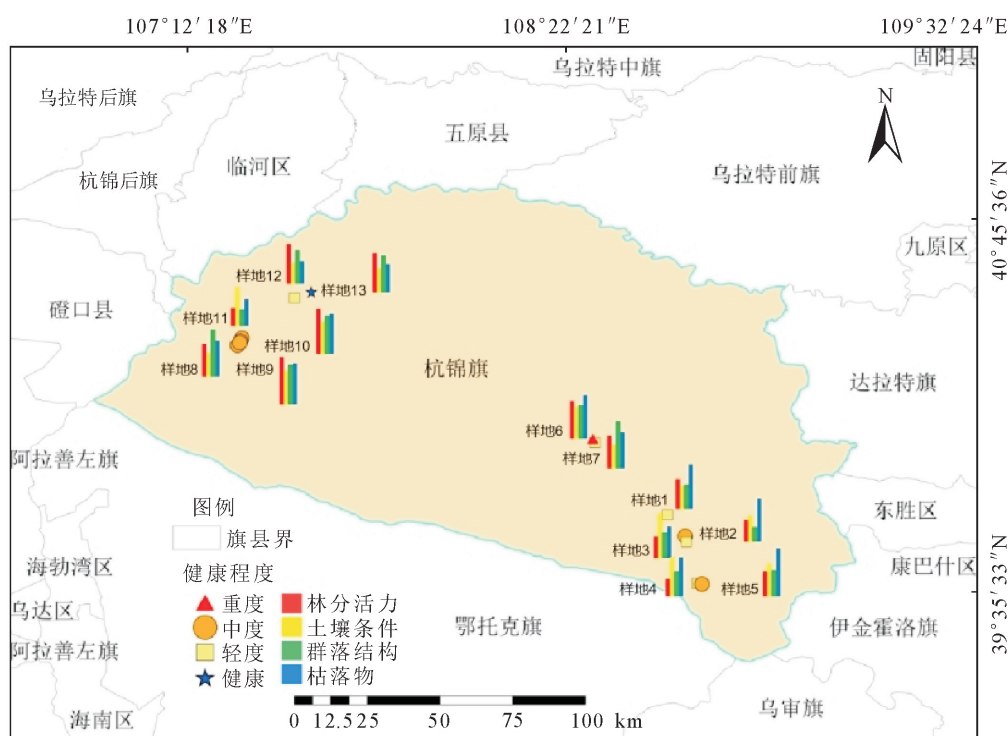 107°12′18″E
108°22′21″E
109°32′24″E
固阳县
乌拉特中旗
乌拉特后旗
N
五原县
临河区
杭锦后旗
乌拉特前旗
40°45′36″N
九原区
样地12
样地13
磴口县
样地11
样地10
样地8
样地9
杭锦旗
达拉特旗
样地6
样地7
阿拉善左旗
样地1
图例
东胜区
样地2
旗县界
样地3
海勃湾区
康巴什区
健康程度
39°35′33″N
样地4
样地5
重度
林分活力
乌达区
中度
土壤条件
鄂托克旗
伊金霍洛旗
阿拉善左旗
轻度
群落结构
健康
枯落物
海南区
乌审旗
0 12.5 25 50 75 100 km